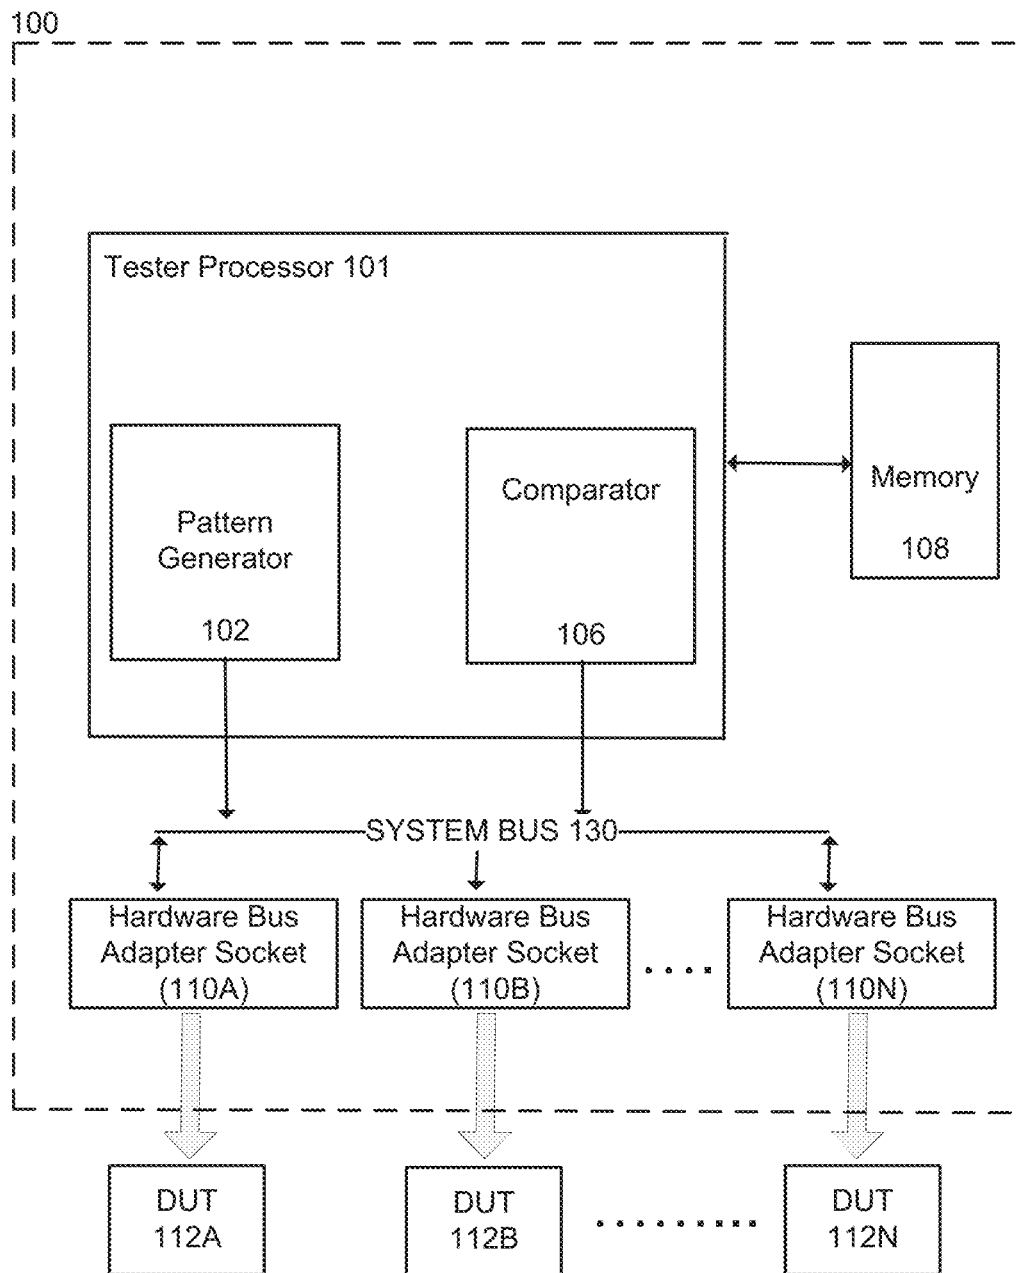 100
Tester Processor 101
Pattern
Generator
102
Comparator
106
Memory
108
SYSTEM BUS 130
Hardware Bus
Adapter Socket
(110A)
Hardware Bus
Adapter Socket
(110B)
Hardware Bus
Adapter Socket
(110N)
DUT
112A
DUT
112B
DUT
112N